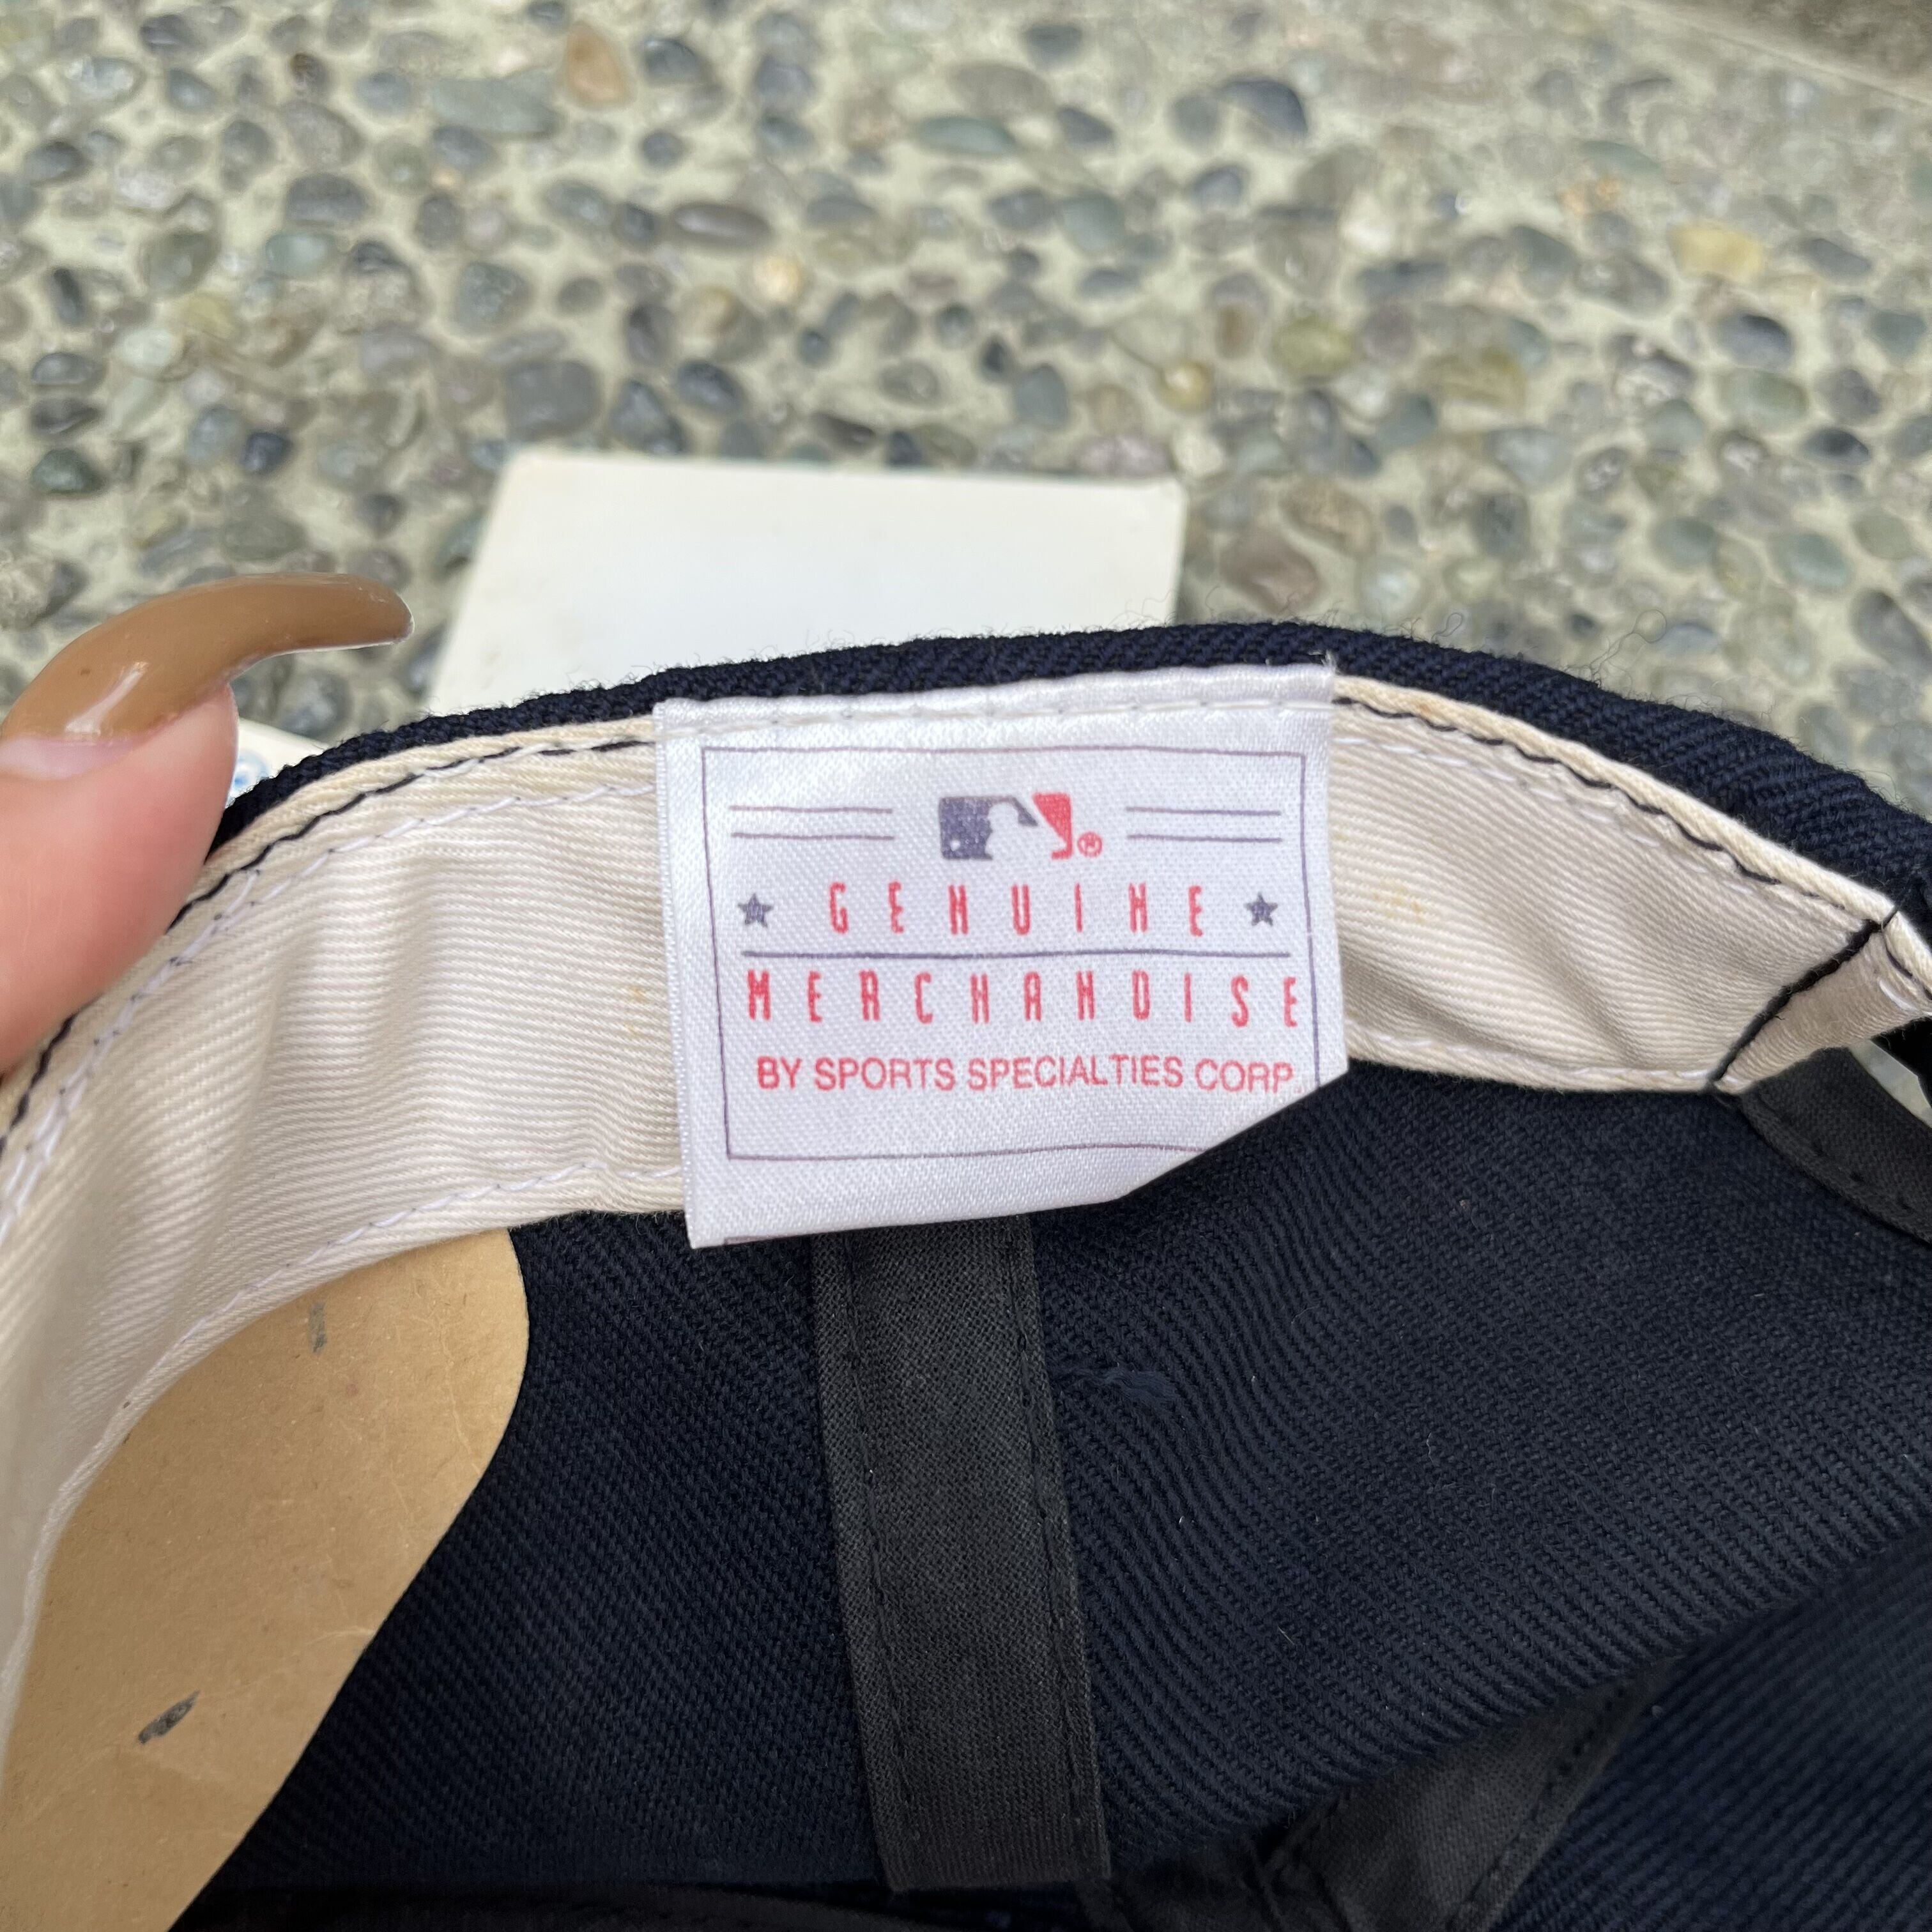 ®
GENUINE
MERCHANDISE
BY SPORTS SPECIALTIES CORP.